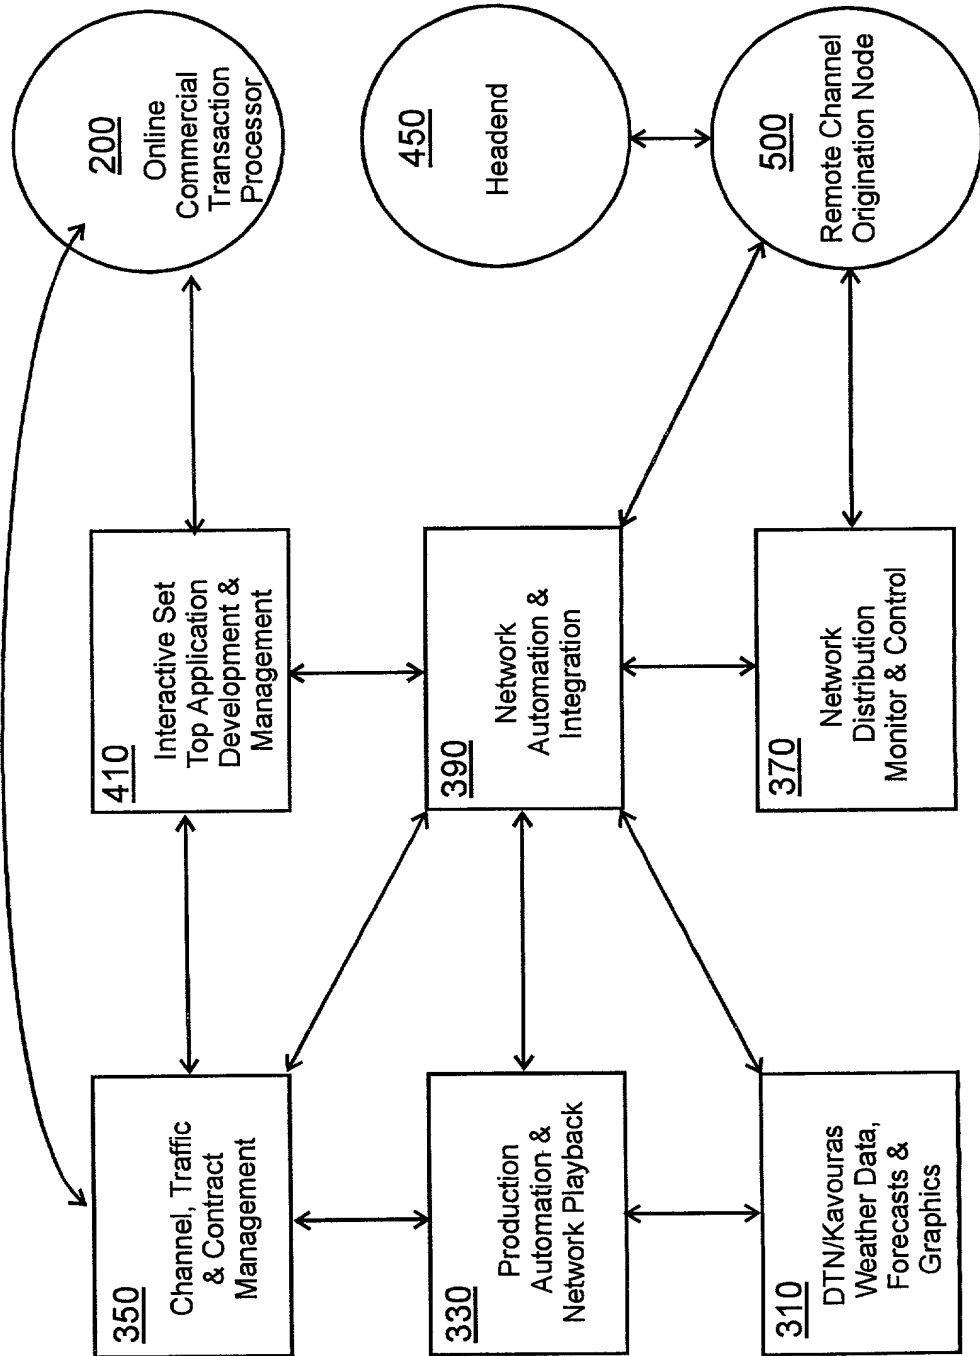 350
Channel, Traffic
& Contract
Management
410
Interactive Set
Top Application
Development &
Management
200
Online
Commercial
Transaction
Processor
330
Production
Automation &
Network Playback
390
Network
Automation &
Integration
450
Headend
310
DTN/Kavouras
Weather Data,
Forecasts &
Graphics
370
Network
Distribution
Monitor & Control
500
Remote Channel
Origination Node